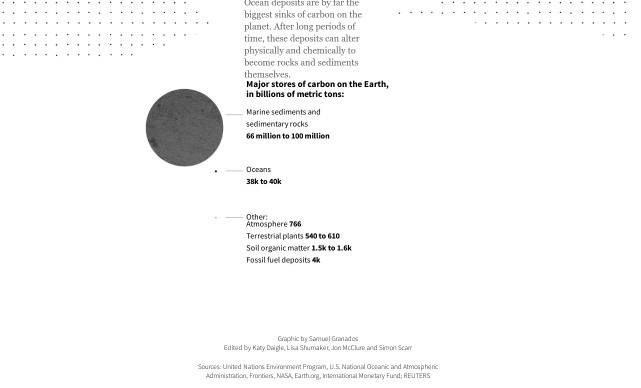 Ocean deposits are by far the
biggest sinks of carbon on the
planet. After long periods of
time, these deposits can alter
physically and chemically to
become rocks and sediments
themselves.
Major stores of carbon on the Earth,
in billions of metric tons:
Marine sediments and
sedimentary rocks
66 million to 100 million
Oceans
38k to 40k
Other:
Atmosphere 766
Terrestrial plants 540 to 610
Soil organic matter 1.5k to 1.6k
Fossil fuel deposits 4k
Graphic by Samuel Granados
Edited by Katy Daigle, Lisa Shumaker, Jon McClure and Simon Scarr
Sources: United Nations Environment Program, U.S. National Oceanic and Atmospheric
Administration, Frontiers, NASA, Earth.org, International Monetary Fund; REUTERS